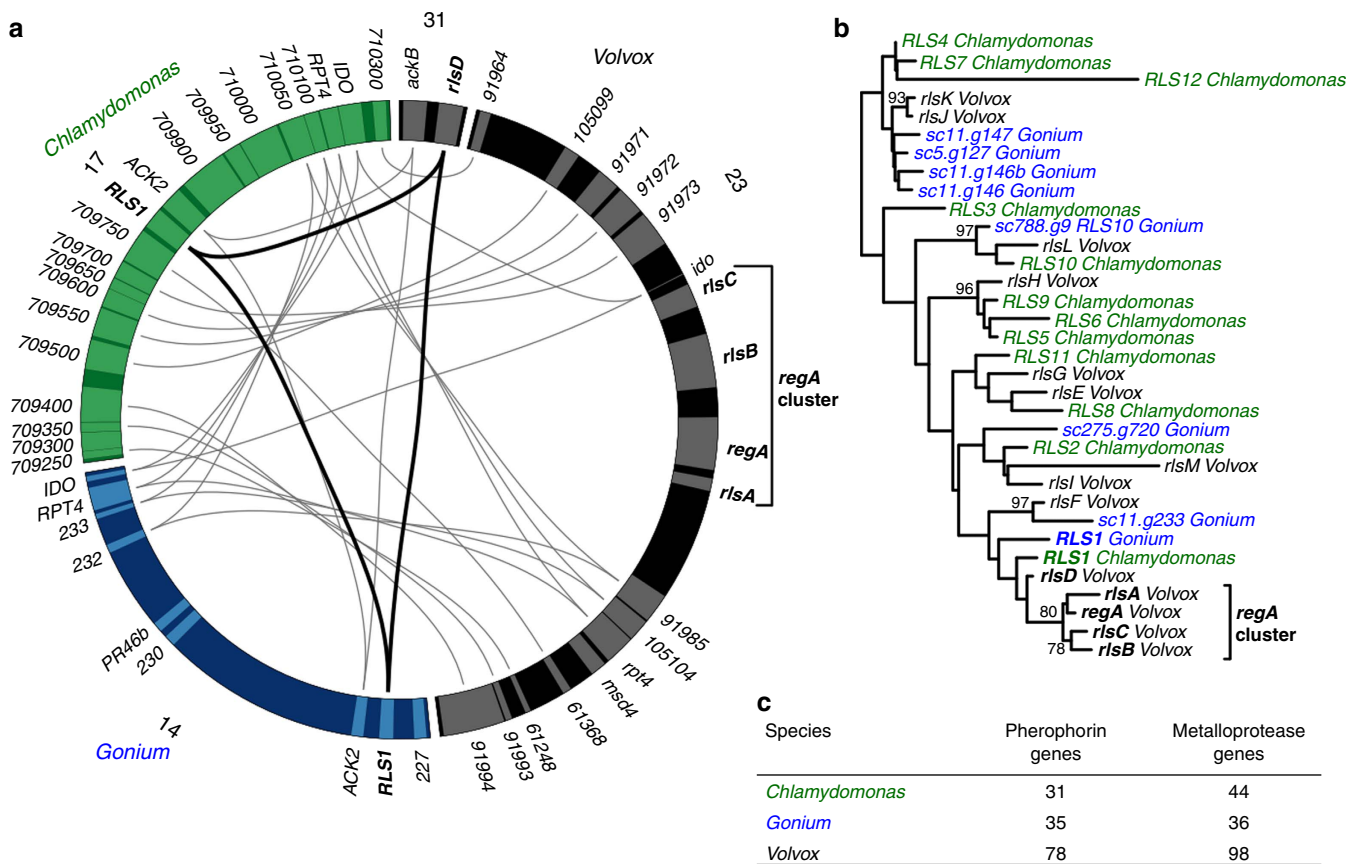 a
31
Chlamydomonas
Volvox
17
23
709250
709300
709350
709400
709500
709550
709600
709650
709700
709750
RLS1
ACK2
709900
709950
710000
710050
710100
RPT4
IDO
710300
ackB
rlsD
91964
105099
91971
91972
91973
ido
rlsC
rlsB
regA
rlsA
regA
cluster
91985
105104
rpt4
msd4
61368
61248
91993
91994
227
RLS1
ACK2
230
PR46b
232
233
RPT4
IDO
14
Gonium
b
RLS4 Chlamydomonas
RLS7 Chlamydomonas
RLS12 Chlamydomonas
93
rlsK Volvox
rlsJ Volvox
sc11.g147 Gonium
sc5.g127 Gonium
sc11.g146b Gonium
sc11.g146 Gonium
RLS3 Chlamydomonas
97
sc788.g9 RLS10 Gonium
rlsL Volvox
RLS10 Chlamydomonas
rlsH Volvox
96
RLS9 Chlamydomonas
RLS6 Chlamydomonas
RLS5 Chlamydomonas
RLS11 Chlamydomonas
rlsG Volvox
rlsE Volvox
RLS8 Chlamydomonas
sc275.g720 Gonium
RLS2 Chlamydomonas
rlsM Volvox
rlsI Volvox
97
rlsF Volvox
sc11.g233 Gonium
RLS1 Gonium
RLS1 Chlamydomonas
rlsD Volvox
rlsA Volvox
80
regA Volvox
rlsC Volvox
78
rlsB Volvox
regA
cluster
c
Species
Pherophorin
genes
Metalloprotease
genes
Chlamydomonas 31 44
Gonium 35 36
Volvox 78 98